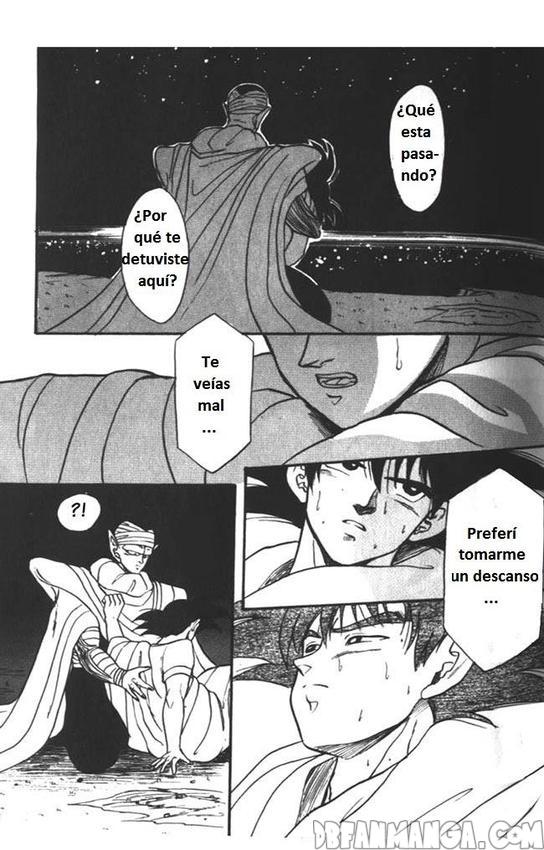 ¿Qué
esta
pasa-
ndo?
¿Por
qué te
detuviste
aquí?
Te
veías
mal
...
?!
Preferí
tomarme
un descanso
...
DBFANMANGA.COM